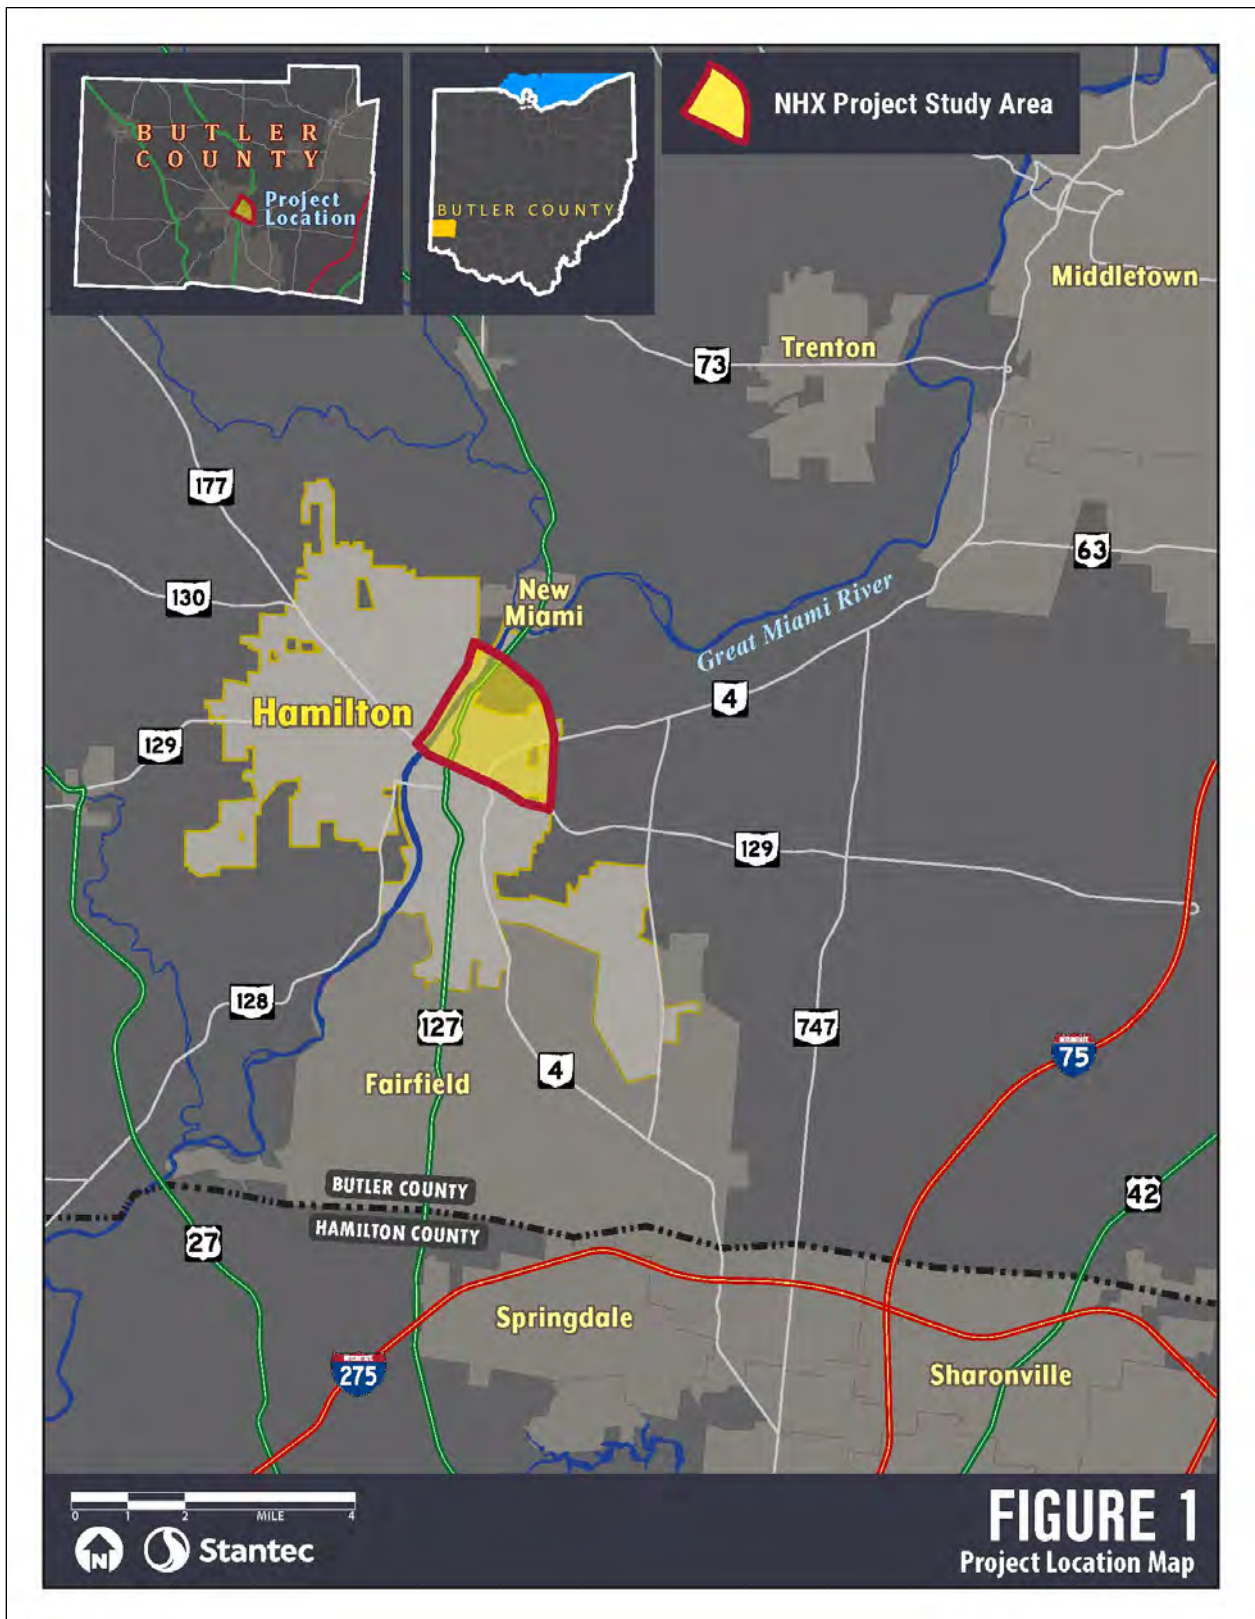 BUTLER
COUNTY
Project
Location
BUTLER COUNTY
NHX Project Study Area
Middletown
Trenton
73
177
63
130
New
Miami
Great Miami River
Hamilton
4
129
129
128
127
747
75
4
Fairfield
BUTLER COUNTY
42
HAMILTON COUNTY
27
Springdale
275
Sharonville
0 1 2 MILE 4
N
Stantec
FIGURE 1
Project Location Map